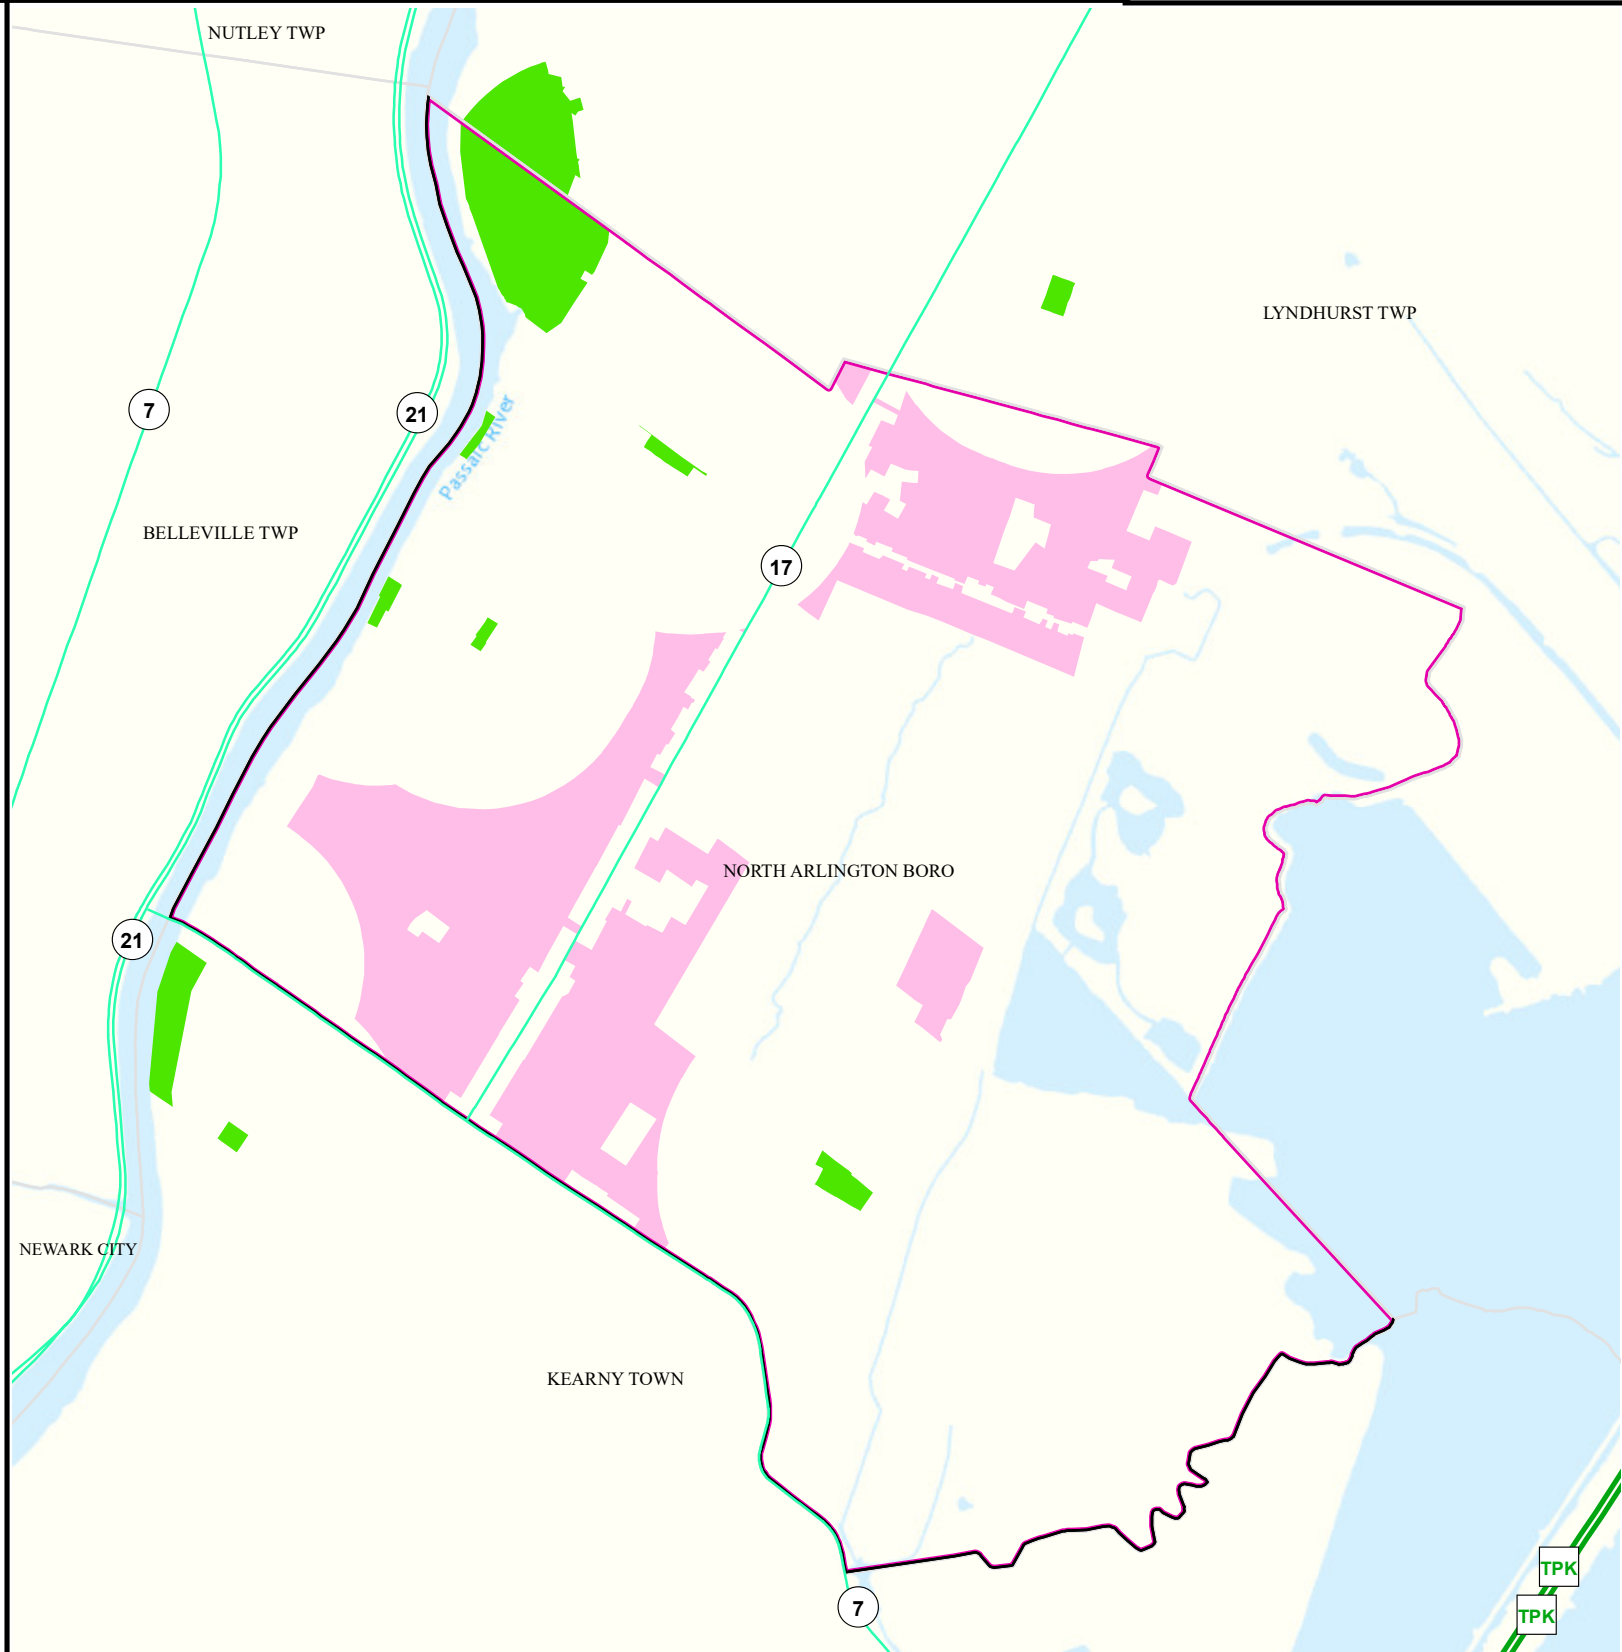 NUTLEY TWP
LYNDHURST TWP
7
21
Passaic River
BELLEVILLE TWP
17
NORTH ARLINGTON BORO
21
NEWARK CITY
KEARNY TOWN
TPK
7
TPK